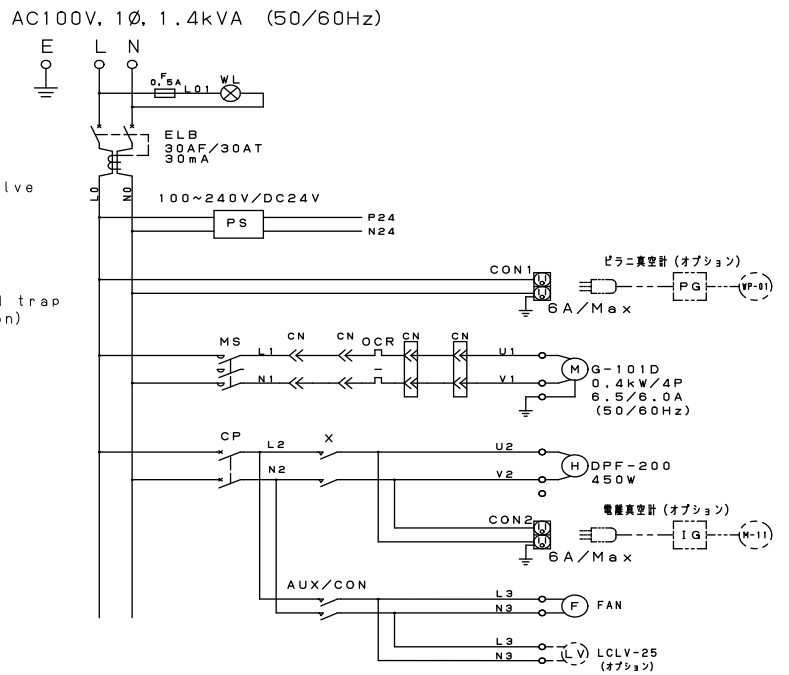 AC100V, 1Ø, 1.4kVA (50/60Hz)
E L N
F
0.5A
L01
WL
ELB
30AF/30AT
30mA
lve
L0
N0
100~240V/DC24V
PS
P24
N24
CON1
ピラニ真空計(オプション)
PG
WP-01
6A/Max
trap
on)
MS
L1
CN
CN
OCR
CN
CN
U1
N1
V1
M
G-101D
0.4kW/4P
6.5/6.0A
(50/60Hz)
CP
L2
X
U2
N2
V2
H
DPF-200
450W
電離真空計(オプション)
CON2
IG
M-11
6A/Max
AUX/CON
L3
N3
F
FAN
L3
N3
LV
LCLV-25
(オプション)